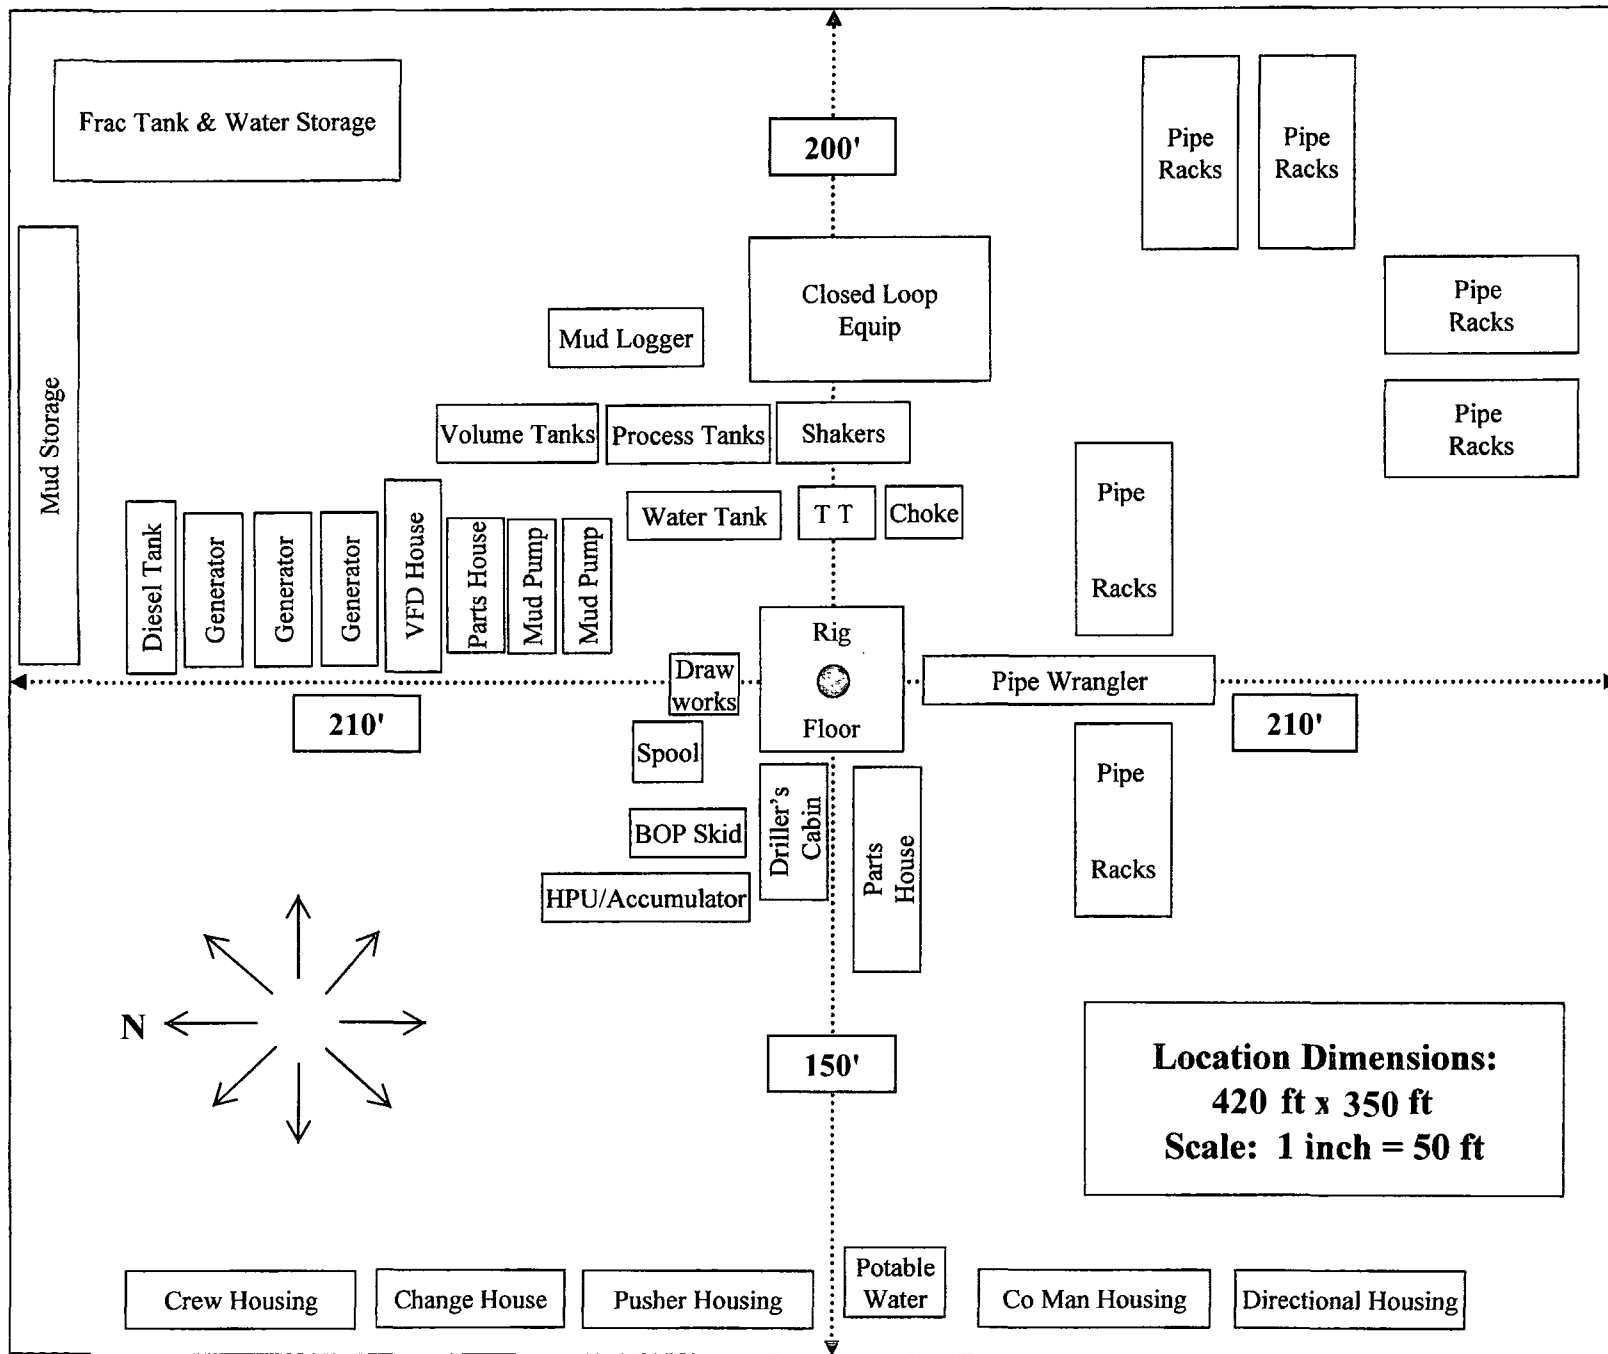 Frac Tank & Water Storage
200'
Pipe
Racks
Pipe
Racks
Closed Loop
Equip
Pipe
Racks
Mud Logger
Mud Storage
Pipe
Racks
Volume Tanks
Process Tanks
Shakers
Water Tank
T T
Choke
Pipe
Racks
Diesel Tank
Generator
Generator
Generator
VFD House
Parts House
Mud Pump
Mud Pump
Rig
Floor
Draw
works
Pipe Wrangler
210'
210'
Spool
Pipe
Racks
BOP Skid
Driller's
Cabin
Parts
House
HPU/Accumulator
N
150'
Location Dimensions:
420 ft x 350 ft
Scale: 1 inch = 50 ft
Crew Housing
Change House
Pusher Housing
Potable
Water
Co Man Housing
Directional Housing